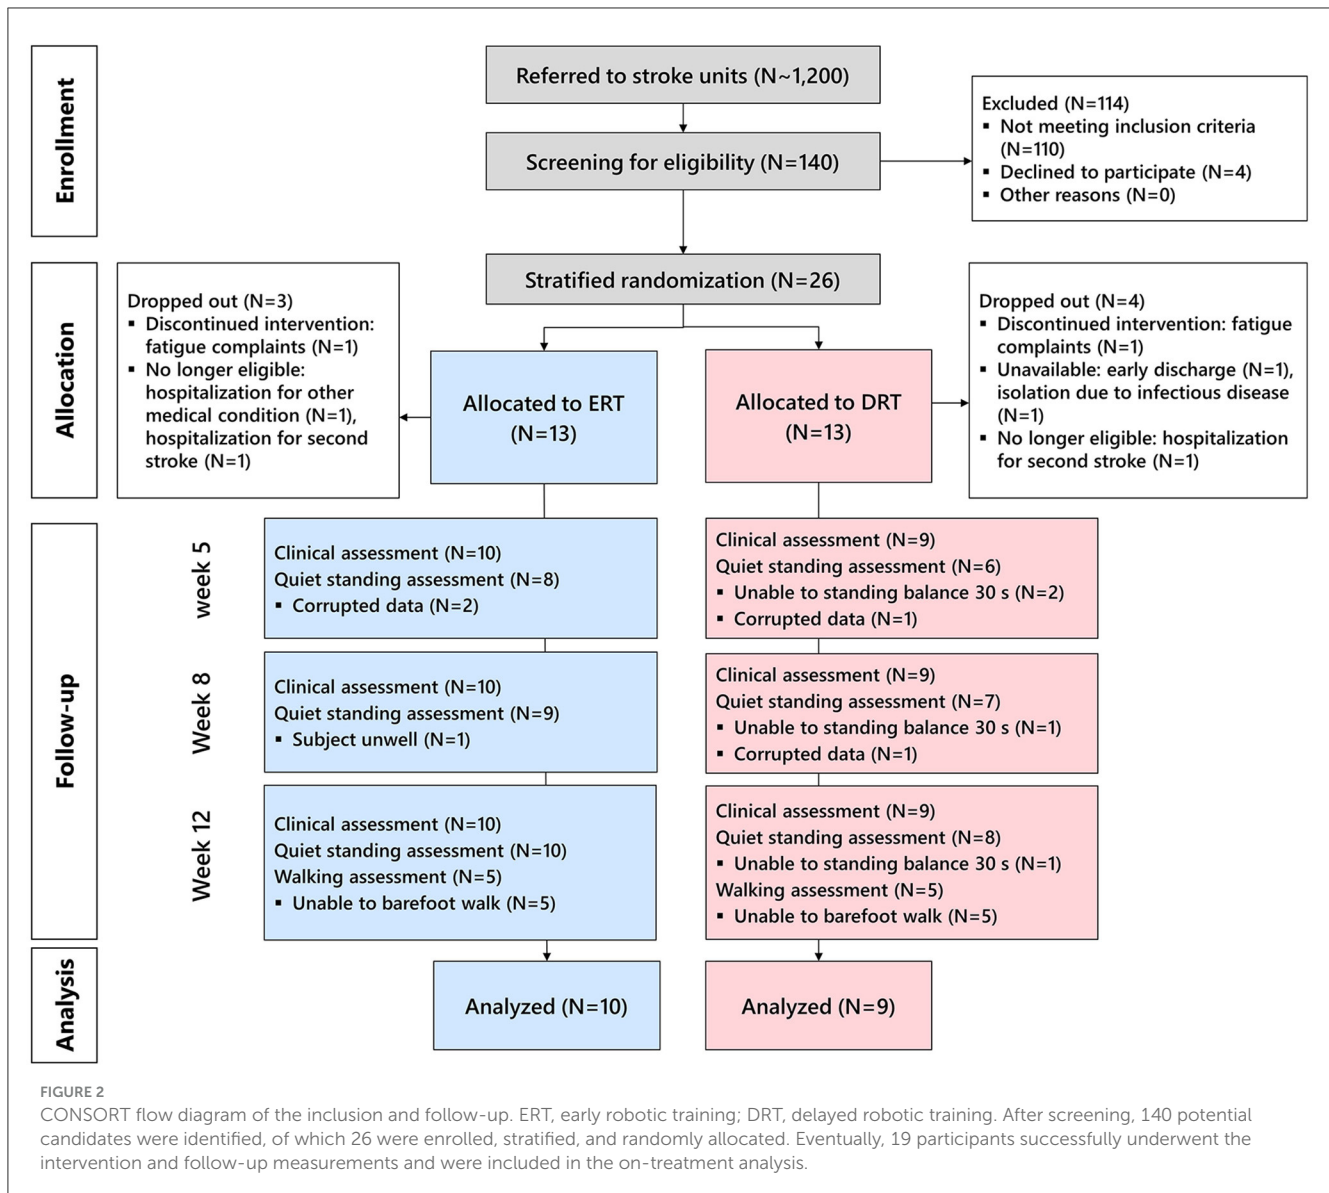 Enrollment
Referred to stroke units (N~1,200)
Screening for eligibility (N=140)
Excluded (N=114)
▪ Not meeting inclusion criteria
(N=110)
▪ Declined to participate (N=4)
▪ Other reasons (N=0)
Allocation
Stratified randomization (N=26)
Dropped out (N=3)
▪ Discontinued intervention:
fatigue complaints (N=1)
▪ No longer eligible:
hospitalization for other
medical condition (N=1),
hospitalization for second
stroke (N=1)
Allocated to ERT
(N=13)
Allocated to DRT
(N=13)
Dropped out (N=4)
▪ Discontinued intervention: fatigue
complaints (N=1)
▪ Unavailable: early discharge (N=1),
isolation due to infectious disease
(N=1)
▪ No longer eligible: hospitalization
for second stroke (N=1)
Follow-up
week 5
Clinical assessment (N=10)
Quiet standing assessment (N=8)
▪ Corrupted data (N=2)
Clinical assessment (N=9)
Quiet standing assessment (N=6)
▪ Unable to standing balance 30 s (N=2)
▪ Corrupted data (N=1)
Week 8
Clinical assessment (N=10)
Quiet standing assessment (N=9)
▪ Subject unwell (N=1)
Clinical assessment (N=9)
Quiet standing assessment (N=7)
▪ Unable to standing balance 30 s (N=1)
▪ Corrupted data (N=1)
Week 12
Clinical assessment (N=10)
Quiet standing assessment (N=10)
Walking assessment (N=5)
▪ Unable to barefoot walk (N=5)
Clinical assessment (N=9)
Quiet standing assessment (N=8)
▪ Unable to standing balance 30 s (N=1)
Walking assessment (N=5)
▪ Unable to barefoot walk (N=5)
Analysis
Analyzed (N=10)
Analyzed (N=9)
FIGURE 2
CONSORT flow diagram of the inclusion and follow-up. ERT, early robotic training; DRT, delayed robotic training. After screening, 140 potential
candidates were identified, of which 26 were enrolled, stratified, and randomly allocated. Eventually, 19 participants successfully underwent the
intervention and follow-up measurements and were included in the on-treatment analysis.